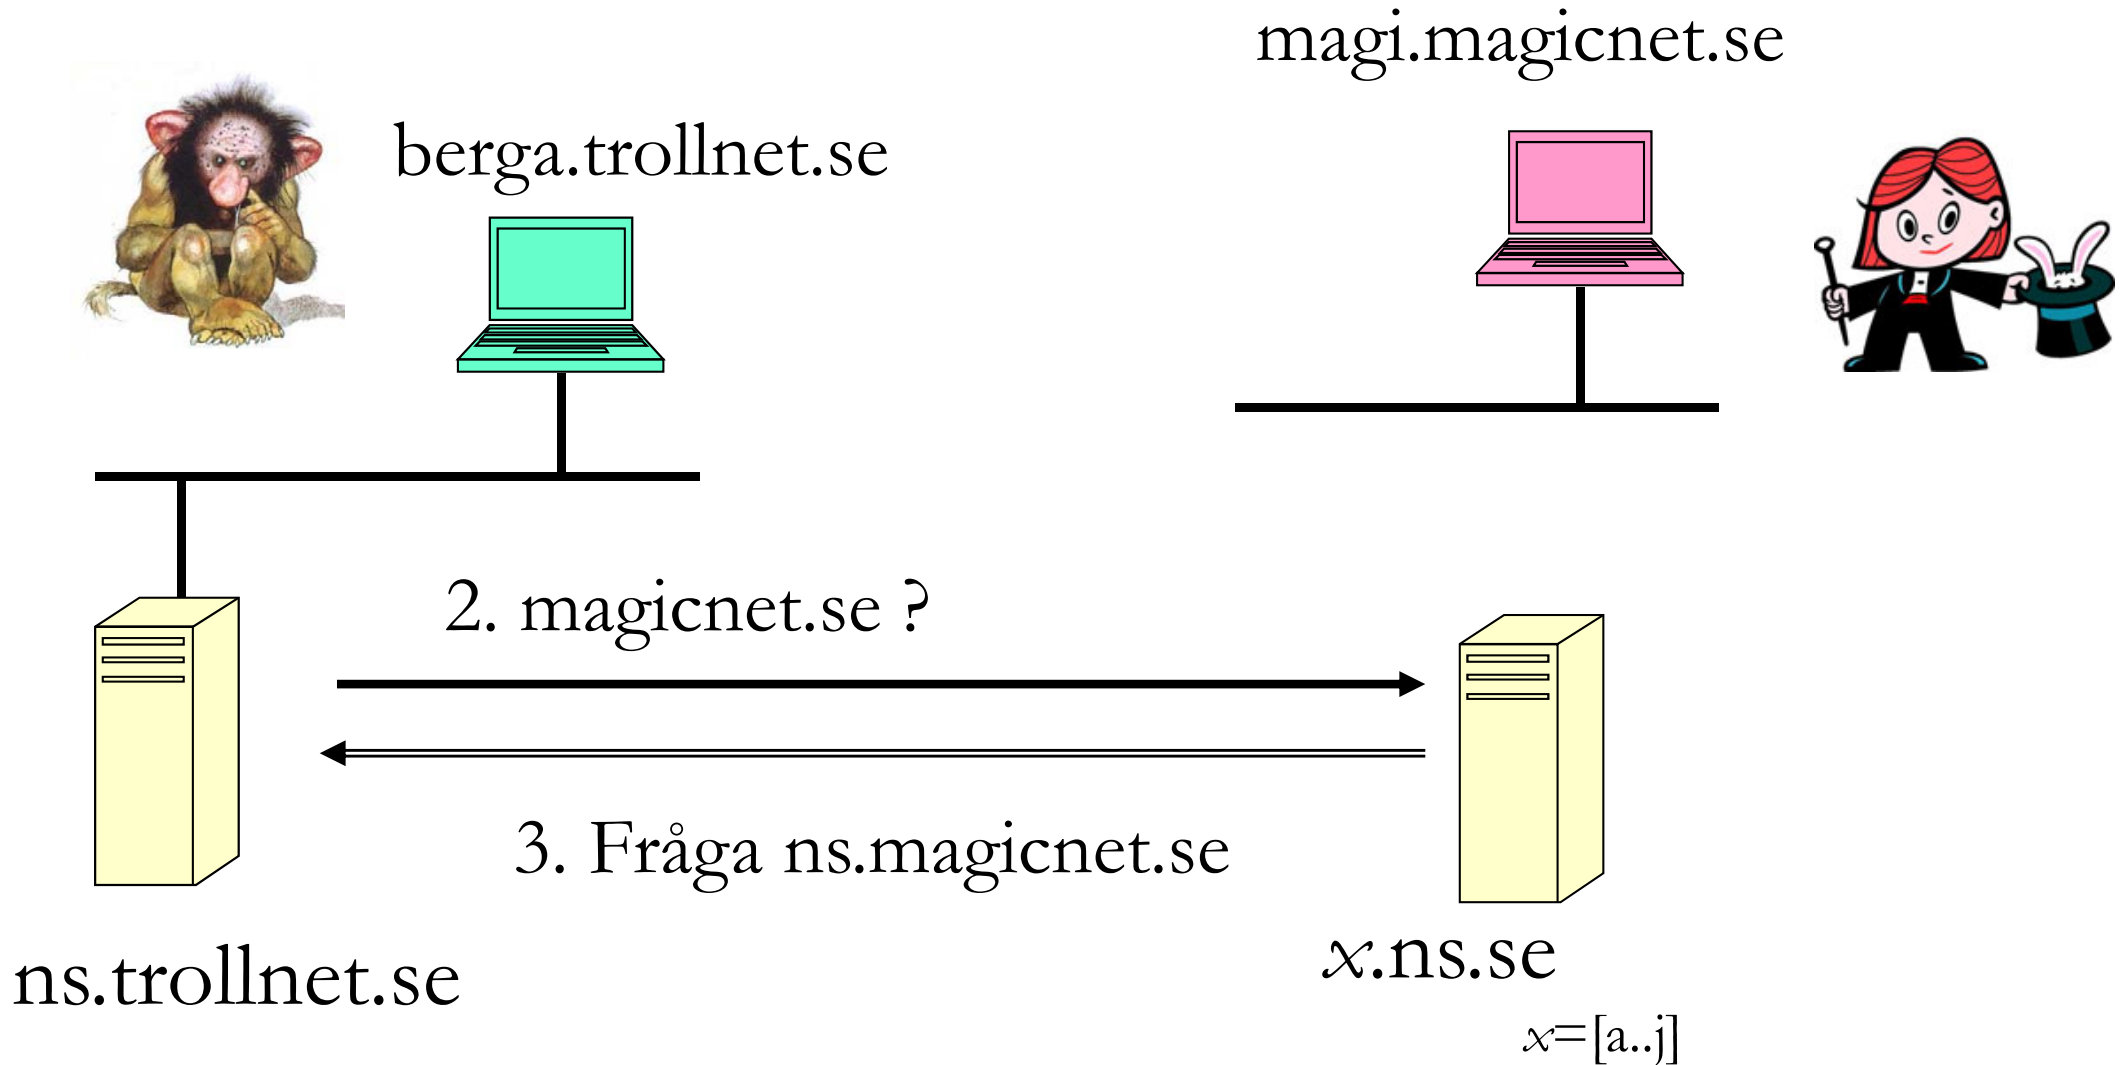 magi.magicnet.se
berga.trollnet.se
2. magicnet.se ?
3. Fråga ns.magicnet.se
ns.trollnet.se
x.ns.se
x=[a..j]